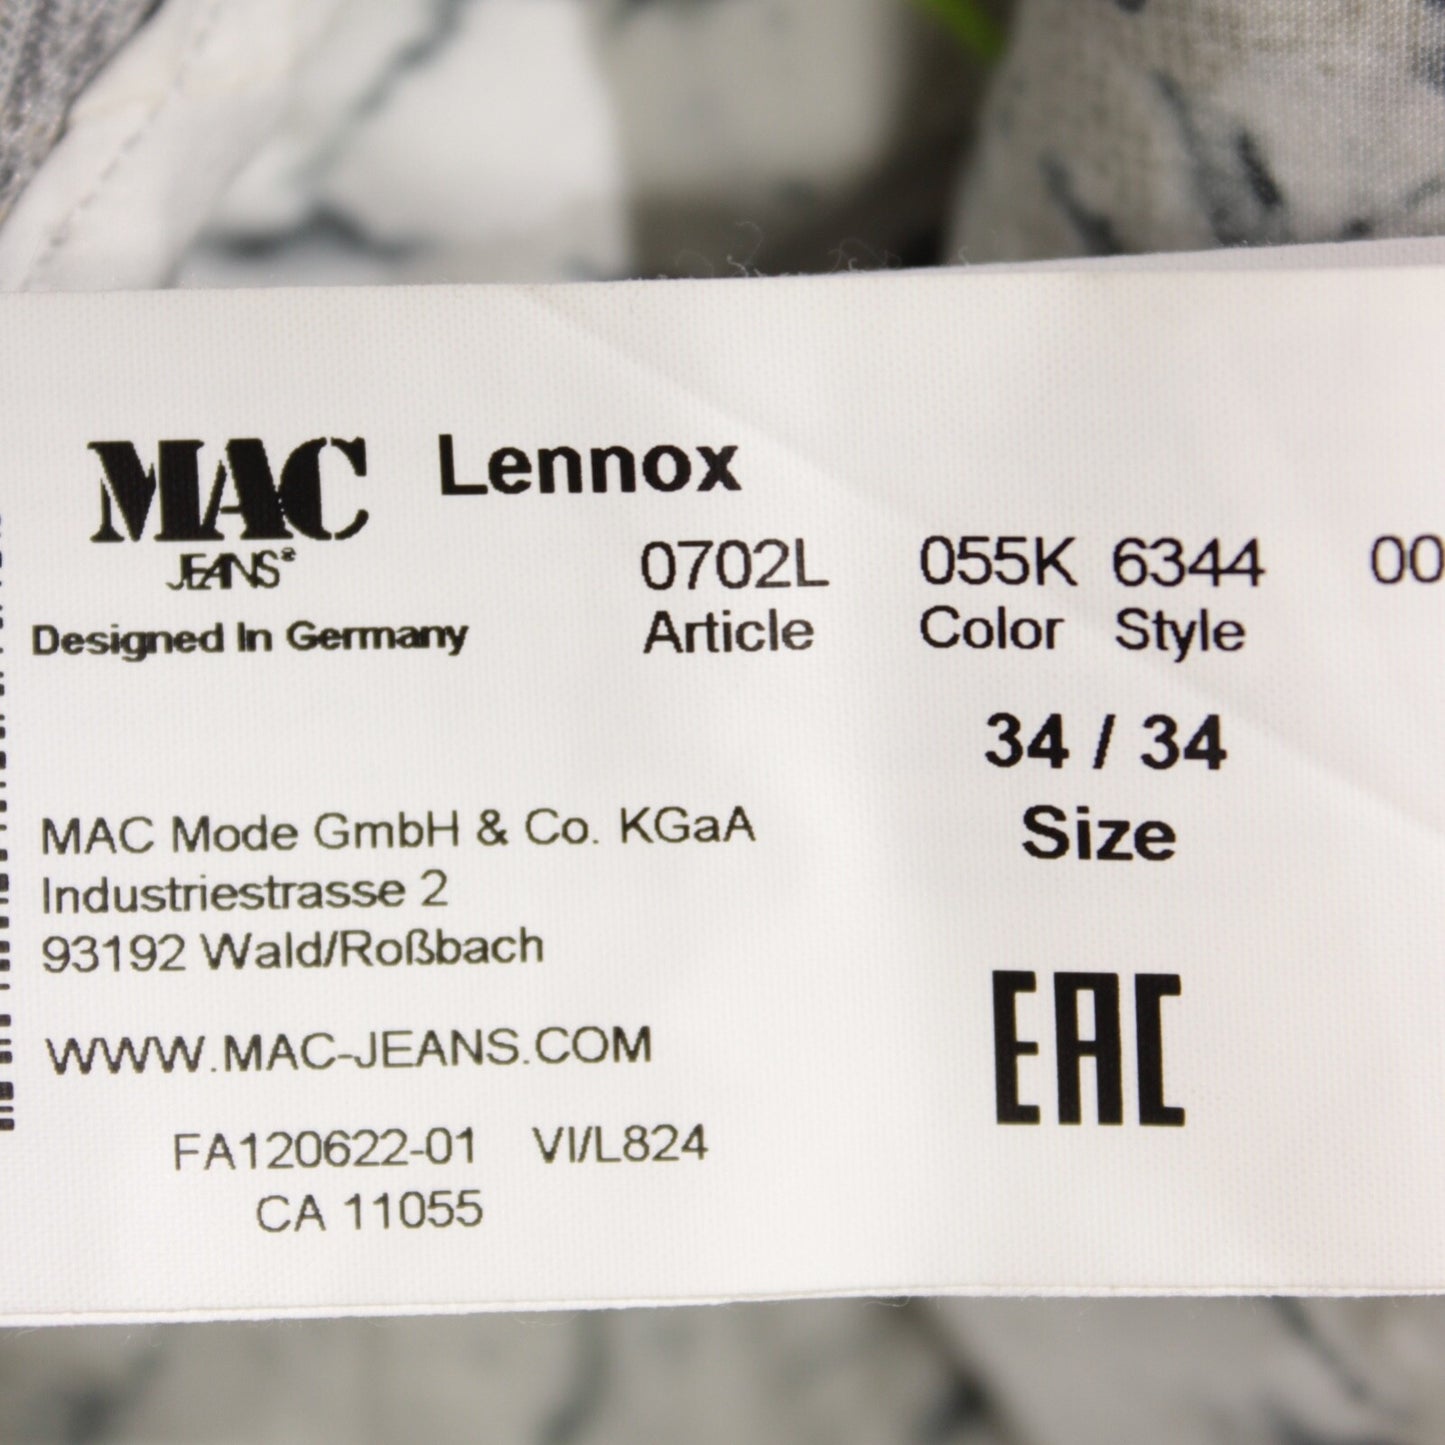 MAC Lennox
JEANS
0702L 055K 6344 00
Designed In Germany Article Color Style
34 / 34
Size
MAC Mode GmbH & Co. KGaA
Industriestrasse 2
93192 Wald/Roßbach
WWW.MAC-JEANS.COM
EAC
FA120622-01 VI/L824
CA 11055